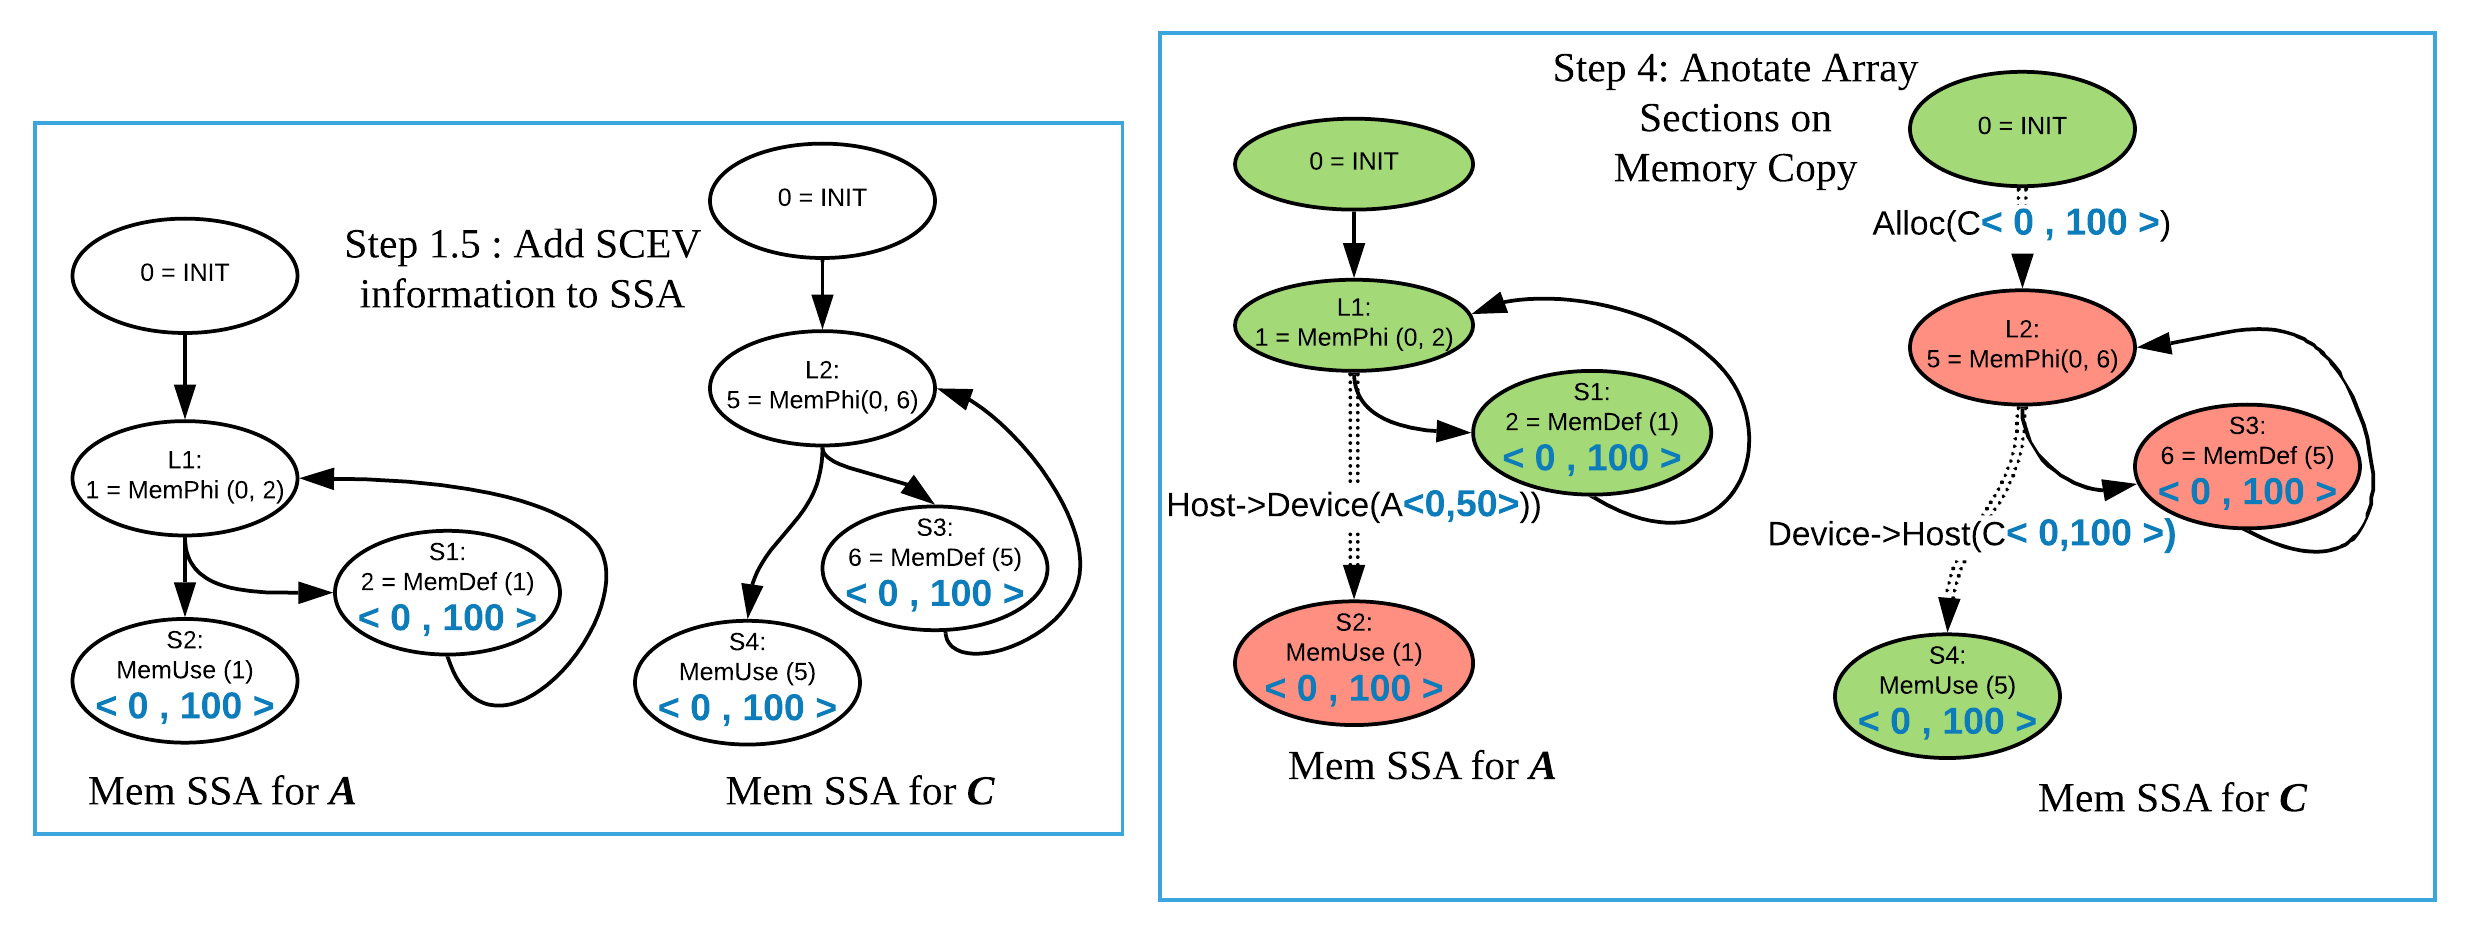 Step 1.5 : Add SCEV
information to SSA
0 = INIT
L1:
1 = MemPhi (0, 2)
S1:
2 = MemDef (1)
< 0 , 100 >
S2:
MemUse (1)
< 0 , 100 >
Mem SSA for A
0 = INIT
L2:
5 = MemPhi(0, 6)
S3:
6 = MemDef (5)
< 0 , 100 >
S4:
MemUse (5)
< 0 , 100 >
Mem SSA for C
Step 4: Anotate Array
Sections on
Memory Copy
0 = INIT
L1:
1 = MemPhi (0, 2)
S1:
2 = MemDef (1)
< 0 , 100 >
Host->Device(A<0,50>))
S2:
MemUse (1)
< 0 , 100 >
Mem SSA for A
0 = INIT
Alloc(C< 0 , 100 >)
L2:
5 = MemPhi(0, 6)
S3:
6 = MemDef (5)
< 0 , 100 >
Device->Host(C< 0,100 >)
S4:
MemUse (5)
< 0 , 100 >
Mem SSA for C